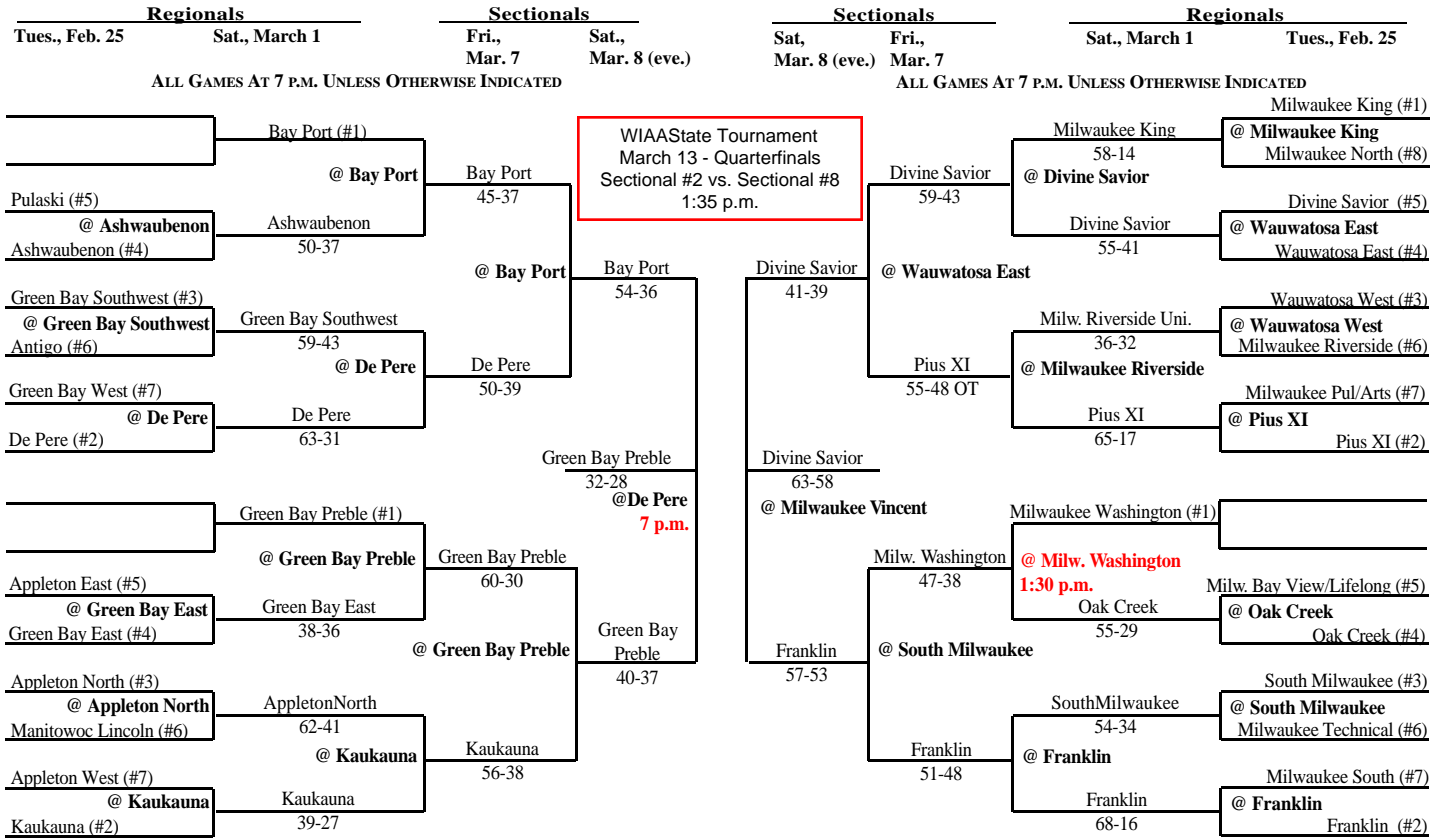 Regionals
Sectionals
Tues., Feb. 25
Sat., March 1
Fri.,
Mar. 7
Sat.,
Mar. 8 (eve.)
ALL GAMES AT 7 P.M. UNLESS OTHERWISE INDICATED
Sectionals
Regionals
Sat,
Mar. 8 (eve.)
Fri.,
Mar. 7
Sat., March 1
Tues., Feb. 25
ALL GAMES AT 7 P.M. UNLESS OTHERWISE INDICATED
WIAAState Tournament
March 13 - Quarterfinals
Sectional #2 vs. Sectional #8
1:35 p.m.
Pulaski (#5)
@ Ashwaubenon
Ashwaubenon (#4)
Green Bay Southwest (#3)
@ Green Bay Southwest
Antigo (#6)
Green Bay West (#7)
@ De Pere
De Pere (#2)
Appleton East (#5)
@ Green Bay East
Green Bay East (#4)
Appleton North (#3)
@ Appleton North
Manitowoc Lincoln (#6)
Appleton West (#7)
@ Kaukauna
Kaukauna (#2)
Bay Port (#1)
@ Bay Port
Ashwaubenon
50-37
Green Bay Southwest
59-43
@ De Pere
De Pere
63-31
Green Bay Preble (#1)
@ Green Bay Preble
Green Bay East
38-36
AppletonNorth
62-41
@ Kaukauna
Kaukauna
39-27
Bay Port
45-37
@ Bay Port
De Pere
50-39
Green Bay Preble
60-30
@ Green Bay Preble
Kaukauna
56-38
Bay Port
54-36
Green Bay Preble
32-28
@De Pere
7 p.m.
Green Bay
Preble
40-37
Divine Savior
41-39
Divine Savior
63-58
@ Milwaukee Vincent
Franklin
57-53
Divine Savior
59-43
@ Wauwatosa East
Pius XI
55-48 OT
Milw. Washington
47-38
@ South Milwaukee
Franklin
51-48
Milwaukee King
58-14
@ Divine Savior
Divine Savior
55-41
Milw. Riverside Uni.
36-32
@ Milwaukee Riverside
Pius XI
65-17
Milwaukee Washington (#1)
@ Milw. Washington
1:30 p.m.
Oak Creek
55-29
SouthMilwaukee
54-34
@ Franklin
Franklin
68-16
Milwaukee King (#1)
@ Milwaukee King
Milwaukee North (#8)
Divine Savior (#5)
@ Wauwatosa East
Wauwatosa East (#4)
Wauwatosa West (#3)
@ Wauwatosa West
Milwaukee Riverside (#6)
Milwaukee Pul/Arts (#7)
@ Pius XI
Pius XI (#2)
Milw. Bay View/Lifelong (#5)
@ Oak Creek
Oak Creek (#4)
South Milwaukee (#3)
@ South Milwaukee
Milwaukee Technical (#6)
Milwaukee South (#7)
@ Franklin
Franklin (#2)